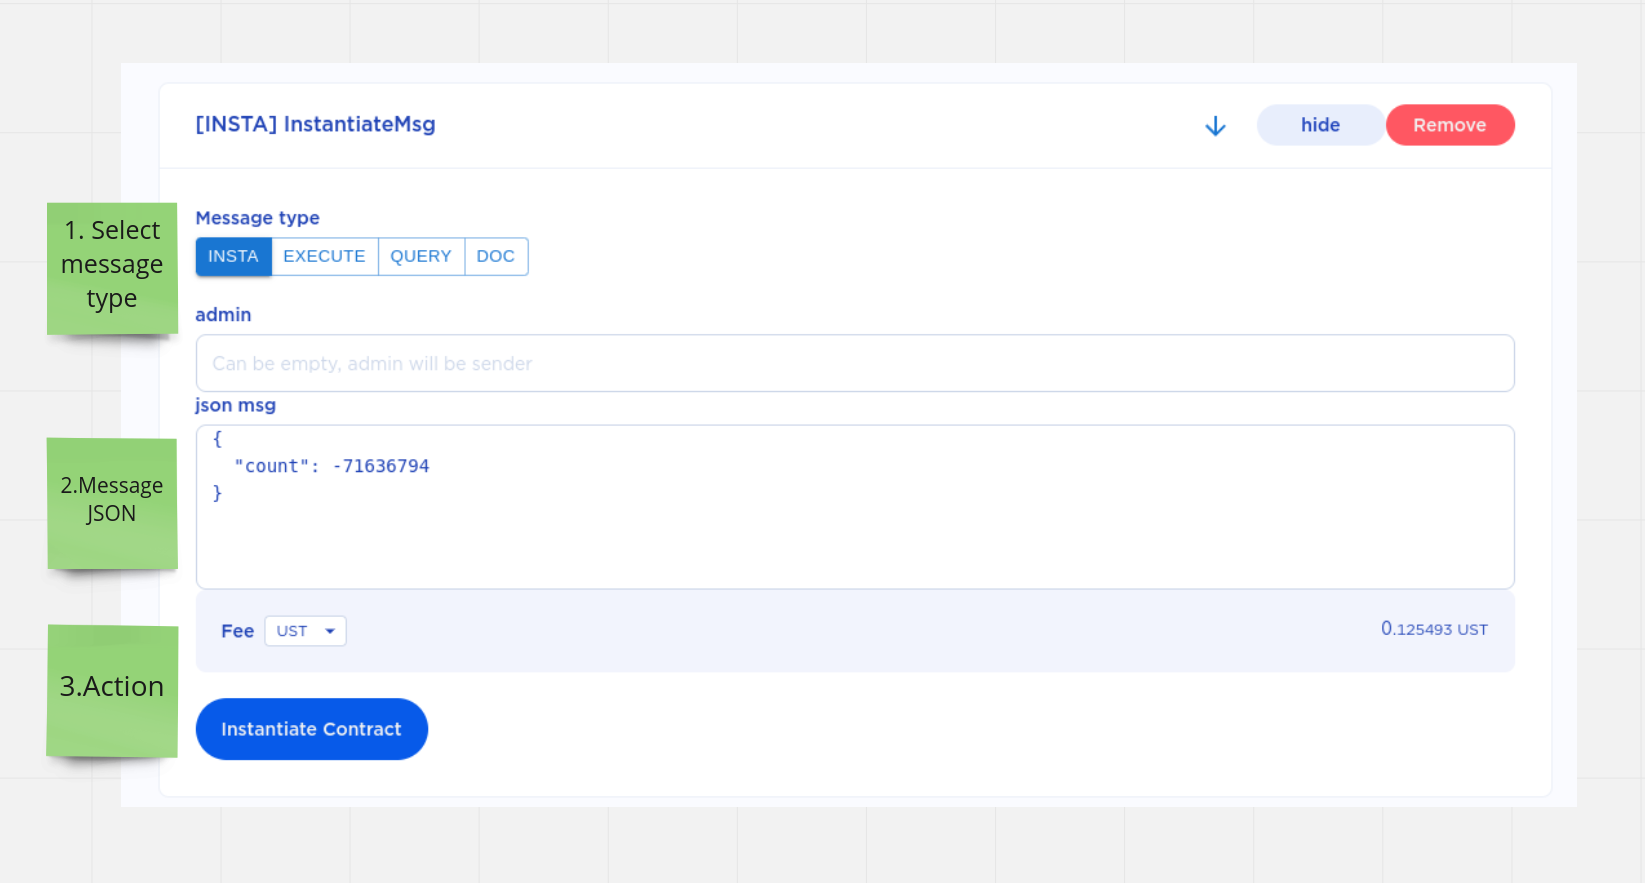 [INSTA] InstantiateMsg
hide
Remove
1. Select
message
type
Message type
INSTA
EXECUTE
QUERY
DOC
admin
Can be empty, admin will be sender
json msg
{
"count": -71636794
}
2.Message
JSON
Fee
UST
0.125493 UST
3.Action
Instantiate Contract